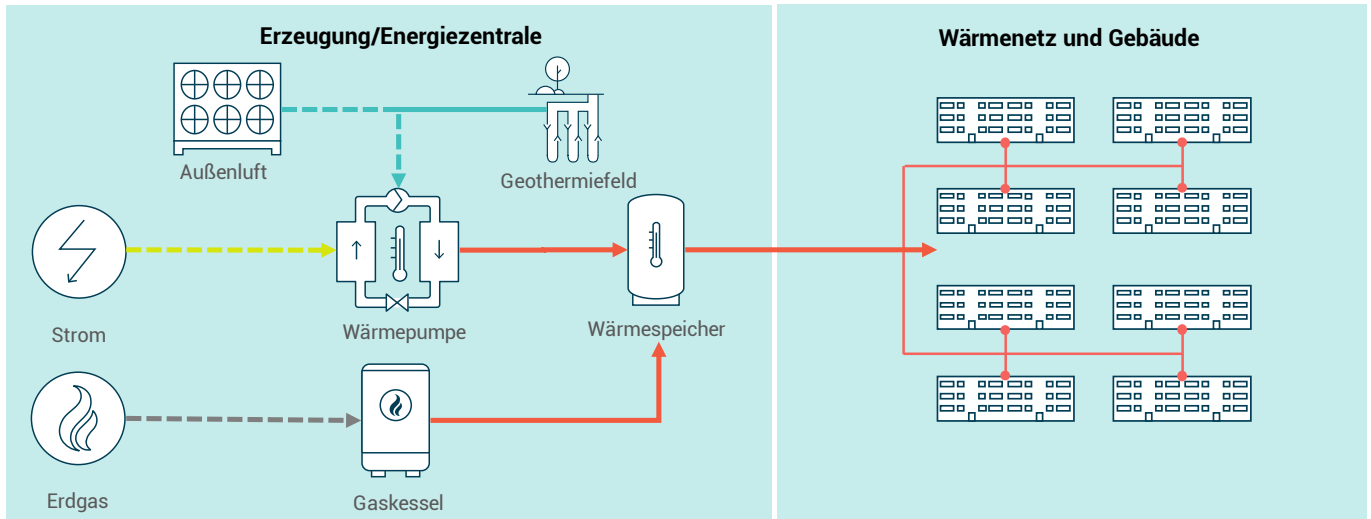 Erzeugung/Energiezentrale
Wärmenetz und Gebäude
Außenluft
Geothermiefeld
Strom
Wärmepumpe
Wärmespeicher
Erdgas
Gaskessel